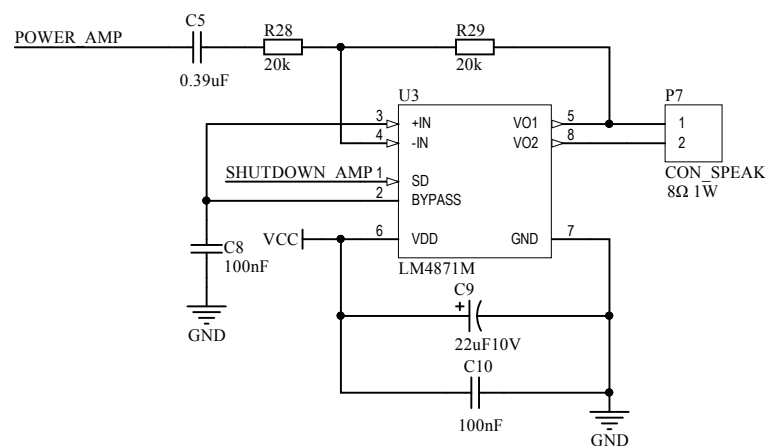 C5
R28
R29
POWER_AMP
0.39uF
20k
20k
U3
P7
3
+IN
VO1
5
1
4
-IN
VO2
8
2
SHUTDOWN_AMP
1
SD
CON_SPEAK
2
BYPASS
8Ω 1W
C8
100nF
VCC
6
VDD
GND
7
LM4871M
GND
C9
+
22uF10V
C10
100nF
GND